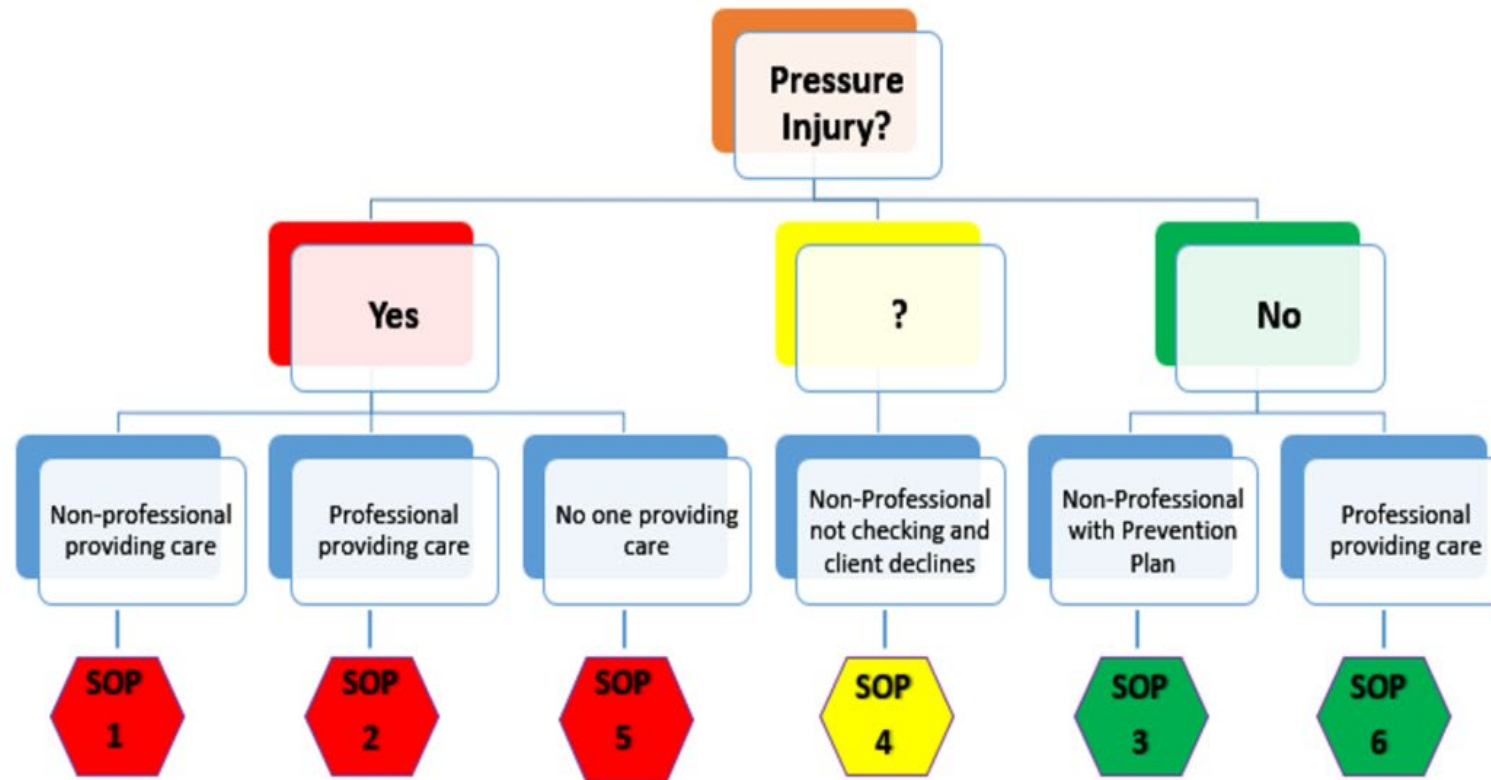 Pressure
Injury?
Yes
?
No
Non-professional
providing care
Professional
providing care
No one providing
care
Non-Professional
not checking and
client declines
Non-Professional
with Prevention
Plan
Professional
providing care
SOP
1
SOP
2
SOP
5
SOP
4
SOP
3
SOP
6